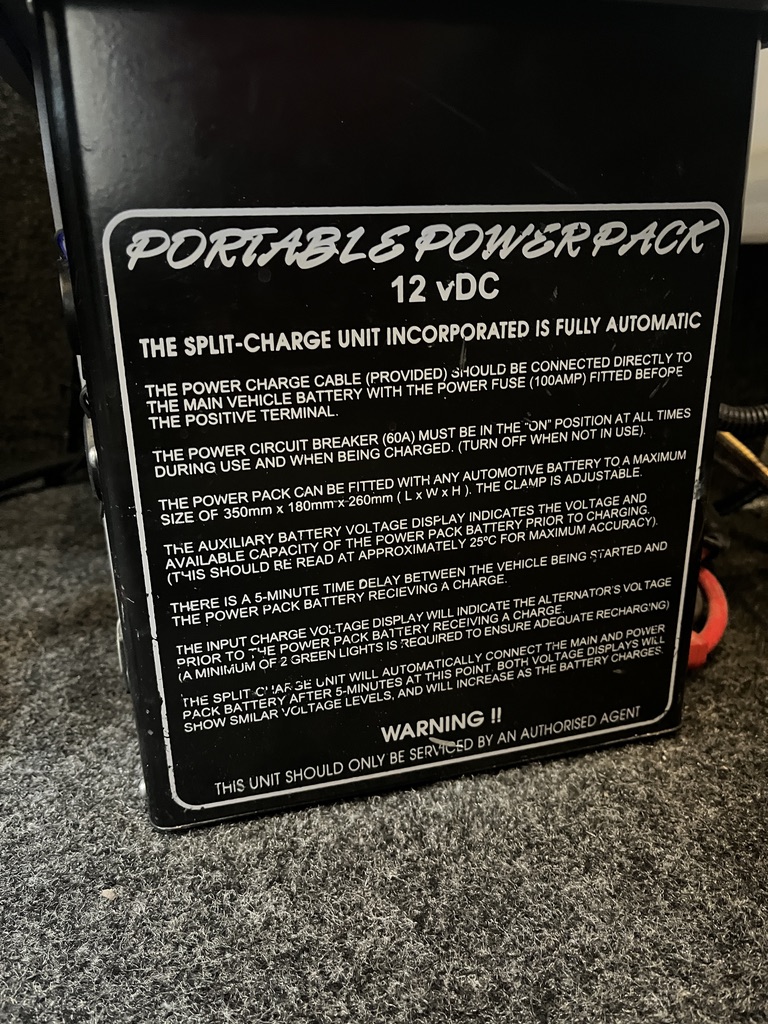 PORTABLE POWER PACK
12 vDC
THE SPLIT-CHARGE UNIT INCORPORATED IS FULLY AUTOMATIC
THE POWER CHARGE CABLE (PROVIDED) SHOULD BE CONNECTED DIRECTLY TO
THE MAIN VEHICLE BATTERY WITH THE POWER FUSE (100AMP) FITTED BEFOPE
THE POSITIVE TERMINAL.
THE POWER CIRCUIT BREAKER (60A) MUST BE IN THE "ON" POSITION AT ALL TIMES
DURING USE AND WHEN BEING CHARGED. (TURN OFF WHEN NOT IN USE).
THE POWER PACK CAN BE FITTED WITH ANY AUTOMOTIVE BATTERY TO A MAXIMUM
SIZE OF 350mm x 180mm x 260mm ( L x W x H ). THE CLAMP IS ADJUSTABLE.
THE AUXILIARY BATTERY VOLTAGE DISPLAY INDICATES THE VOLTAGE AND
AVAILABLE CAPACITY OF THE POWER PACK BATTERY PRIOR TO CHARGING.
(THIS SHOULD BE READ AT APPROXIMATELY 25ºC FOR MAXIMUM ACCURACY).
THERE IS A 5-MINUTE TIME DELAY BETWEEN THE VEHICLE BEING STARTED AND
THE POWER PACK BATTERY RECIEVING A CHARGE.
THE INPUT CHARGE VOLTAGE DISPLAY WILL INDICATE THE ALTERNATOR'S VOLTAGE
PRIOR TO THE POWER PACK BATTERY RECEIVING A CHARGE.
(A MINIMUM OF 2 GREEN LIGHTS IS REQUIRED TO ENSURE ADEQUATE RECHARGING)
THE SPLIT-CHARGE UNIT WILL AUTOMATICALLY CONNECT THE MAIN AND POWER
PACK BATTERY AFTER 5-MINUTES AT THIS POINT. BOTH VOLTAGE DISPLAYS WILL
SHOW SMILAR VOLTAGE LEVELS, AND WILL INCREASE AS THE BATTERY CHARGES.
WARNING !!
THIS UNIT SHOULD ONLY BE SERVICED BY AN AUTHORISED AGENT